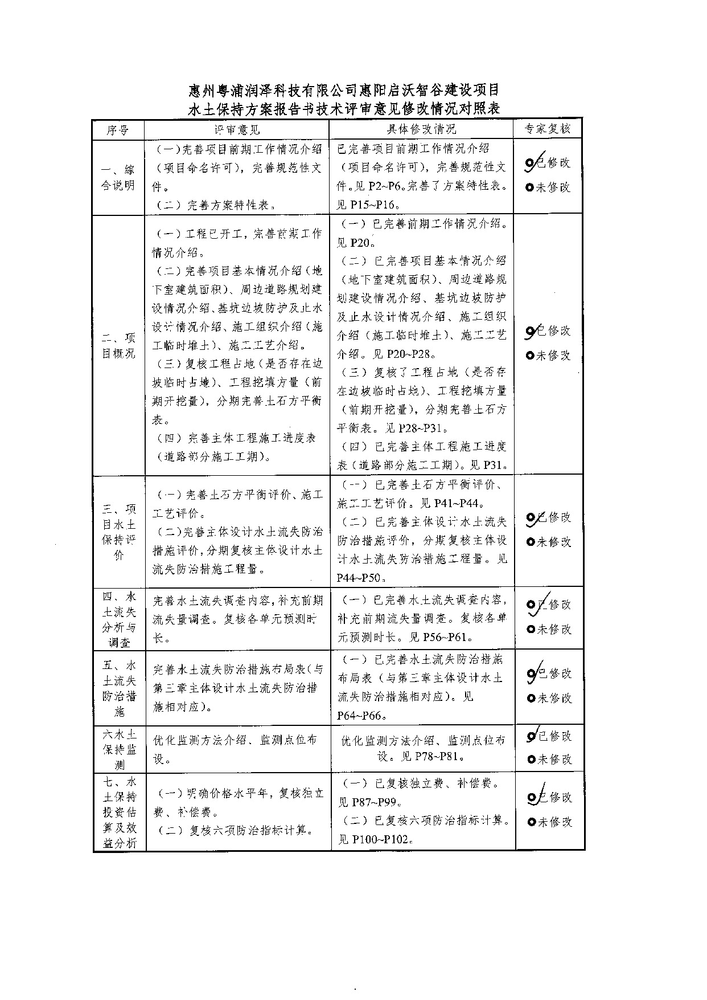 惠州粤浦润泽科技有限公司惠阳启沃智谷建设项目
水土保持方案报告书技术评审意见修改情况对照表
序号
评审意见
具体修改情况
专家复核
一、综
合说明
（一）完善项目前期工作情况介绍
（项目命名许可），完善规范性文
件。
（二）完善方案特性表。
已完善项目前期工作情况介绍
（项目命名许可），完善规范性文
件。见 P2~P6。完善了方案特性表。
见 P15~P16。
已修改
未修改
二、项
目概况
（一）工程已开工，完善前期工作
情况介绍。
（二）完善项目基本情况介绍（地
下室建筑面积）、周边道路规划建
设情况介绍、基坑边坡防护及止水
设计情况介绍、施工组织介绍（施
工临时堆土）、施工工艺介绍。
（三）复核工程占地（是否存在边
坡临时占地）、工程挖填方量（前
期开挖量），分期完善土石方平衡
表。
（四）完善主体工程施工进度表
（道路部分施工工期）。
（一）已完善前期工作情况介绍。
见 P20。
（二）已完善项目基本情况介绍
（地下室建筑面积）、周边道路规
划建设情况介绍、基坑边坡防护
及止水设计情况介绍、施工组织
介绍（施工临时堆土）、施工工艺
介绍。见 P20~P28。
（三）复核了工程占地（是否存
在边坡临时占地）、工程挖填方量
（前期开挖量），分期完善土石方
平衡表。见 P28~P31。
（四）已完善主体工程施工进度
表（道路部分施工工期）。见 P31。
已修改
未修改
三、项
目水土
保持评
价
（一）完善土石方平衡评价、施工
工艺评价。
（二）完善主体设计水土流失防治
措施评价，分期复核主体设计水土
流失防治措施工程量。
（一）已完善土石方平衡评价、
施工工艺评价。见 P41~P44。
（二）已完善主体设计水土流失
防治措施评价，分期复核主体设
计水土流失防治措施工程量。见
P44~P50。
已修改
未修改
四、水
土流失
分析与
调查
完善水土流失调查内容，补充前期
流失量调查。复核各单元预测时
长。
（一）已完善水土流失调查内容，
补充前期流失量调查。复核各单
元预测时长。见 P56~P61。
已修改
未修改
五、水
土流失
防治措
施
完善水土流失防治措施布局表（与
第三章主体设计水土流失防治措
施相对应）。
（一）已完善水土流失防治措施
布局表（与第三章主体设计水土
流失防治措施相对应）。见
P64~P66。
已修改
未修改
六水土
保持监
测
优化监测方法介绍、监测点位布
设。
优化监测方法介绍、监测点位布
设。见 P78~P81。
已修改
未修改
七、水
土保持
投资估
算及效
益分析
（一）明确价格水平年，复核独立
费、补偿费。
（二）复核六项防治指标计算。
（一）已复核独立费、补偿费。
见 P87~P99。
（二）已复核六项防治指标计算。
见 P100~P102。
已修改
未修改